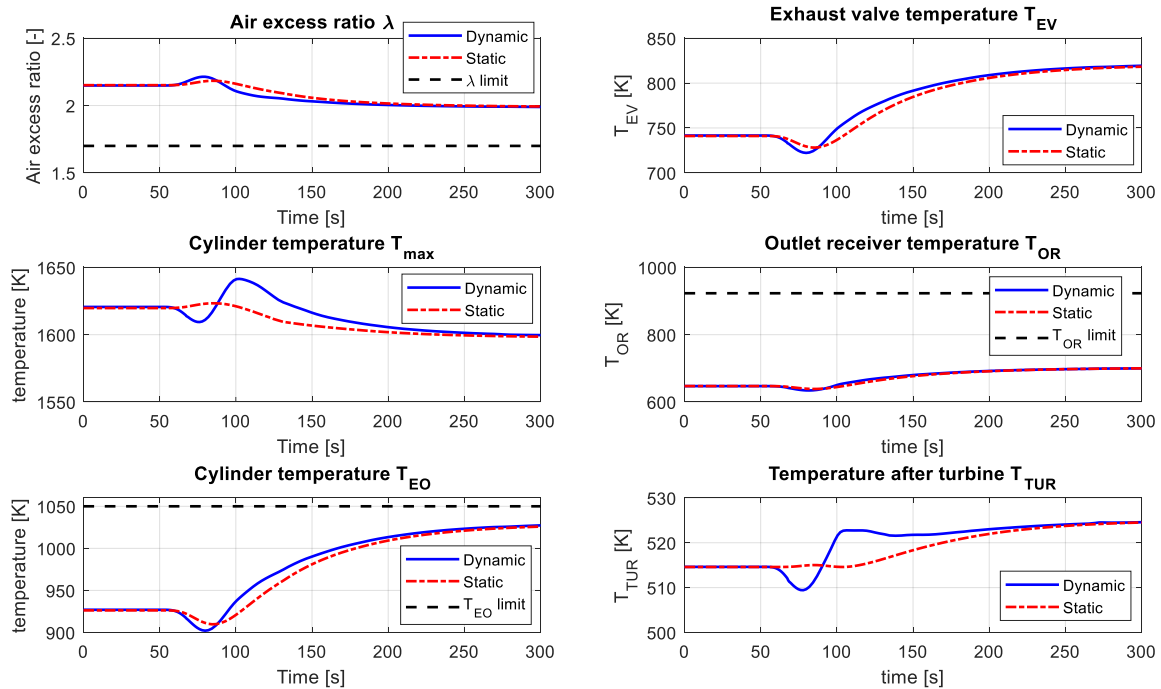 Air excess ratio λ
Air excess ratio [-]
2.5
2
1.5
Dynamic
Static
λ limit
0 50 100 150 200 250 300
Time [s]
Exhaust valve temperature T_EV
T_EV [K]
850
800
750
700
Dynamic
Static
0 50 100 150 200 250 300
time [s]
Cylinder temperature T_max
temperature [K]
1650
1600
1550
Dynamic
Static
0 50 100 150 200 250 300
Time [s]
Outlet receiver temperature T_OR
T_OR [K]
1000
800
600
Dynamic
Static
T_OR limit
0 50 100 150 200 250 300
time [s]
Cylinder temperature T_EO
temperature [K]
1050
1000
950
900
Dynamic
Static
T_EO limit
0 50 100 150 200 250 300
Time [s]
Temperature after turbine T_TUR
T_TUR [K]
530
520
510
500
Dynamic
Static
0 50 100 150 200 250 300
time [s]